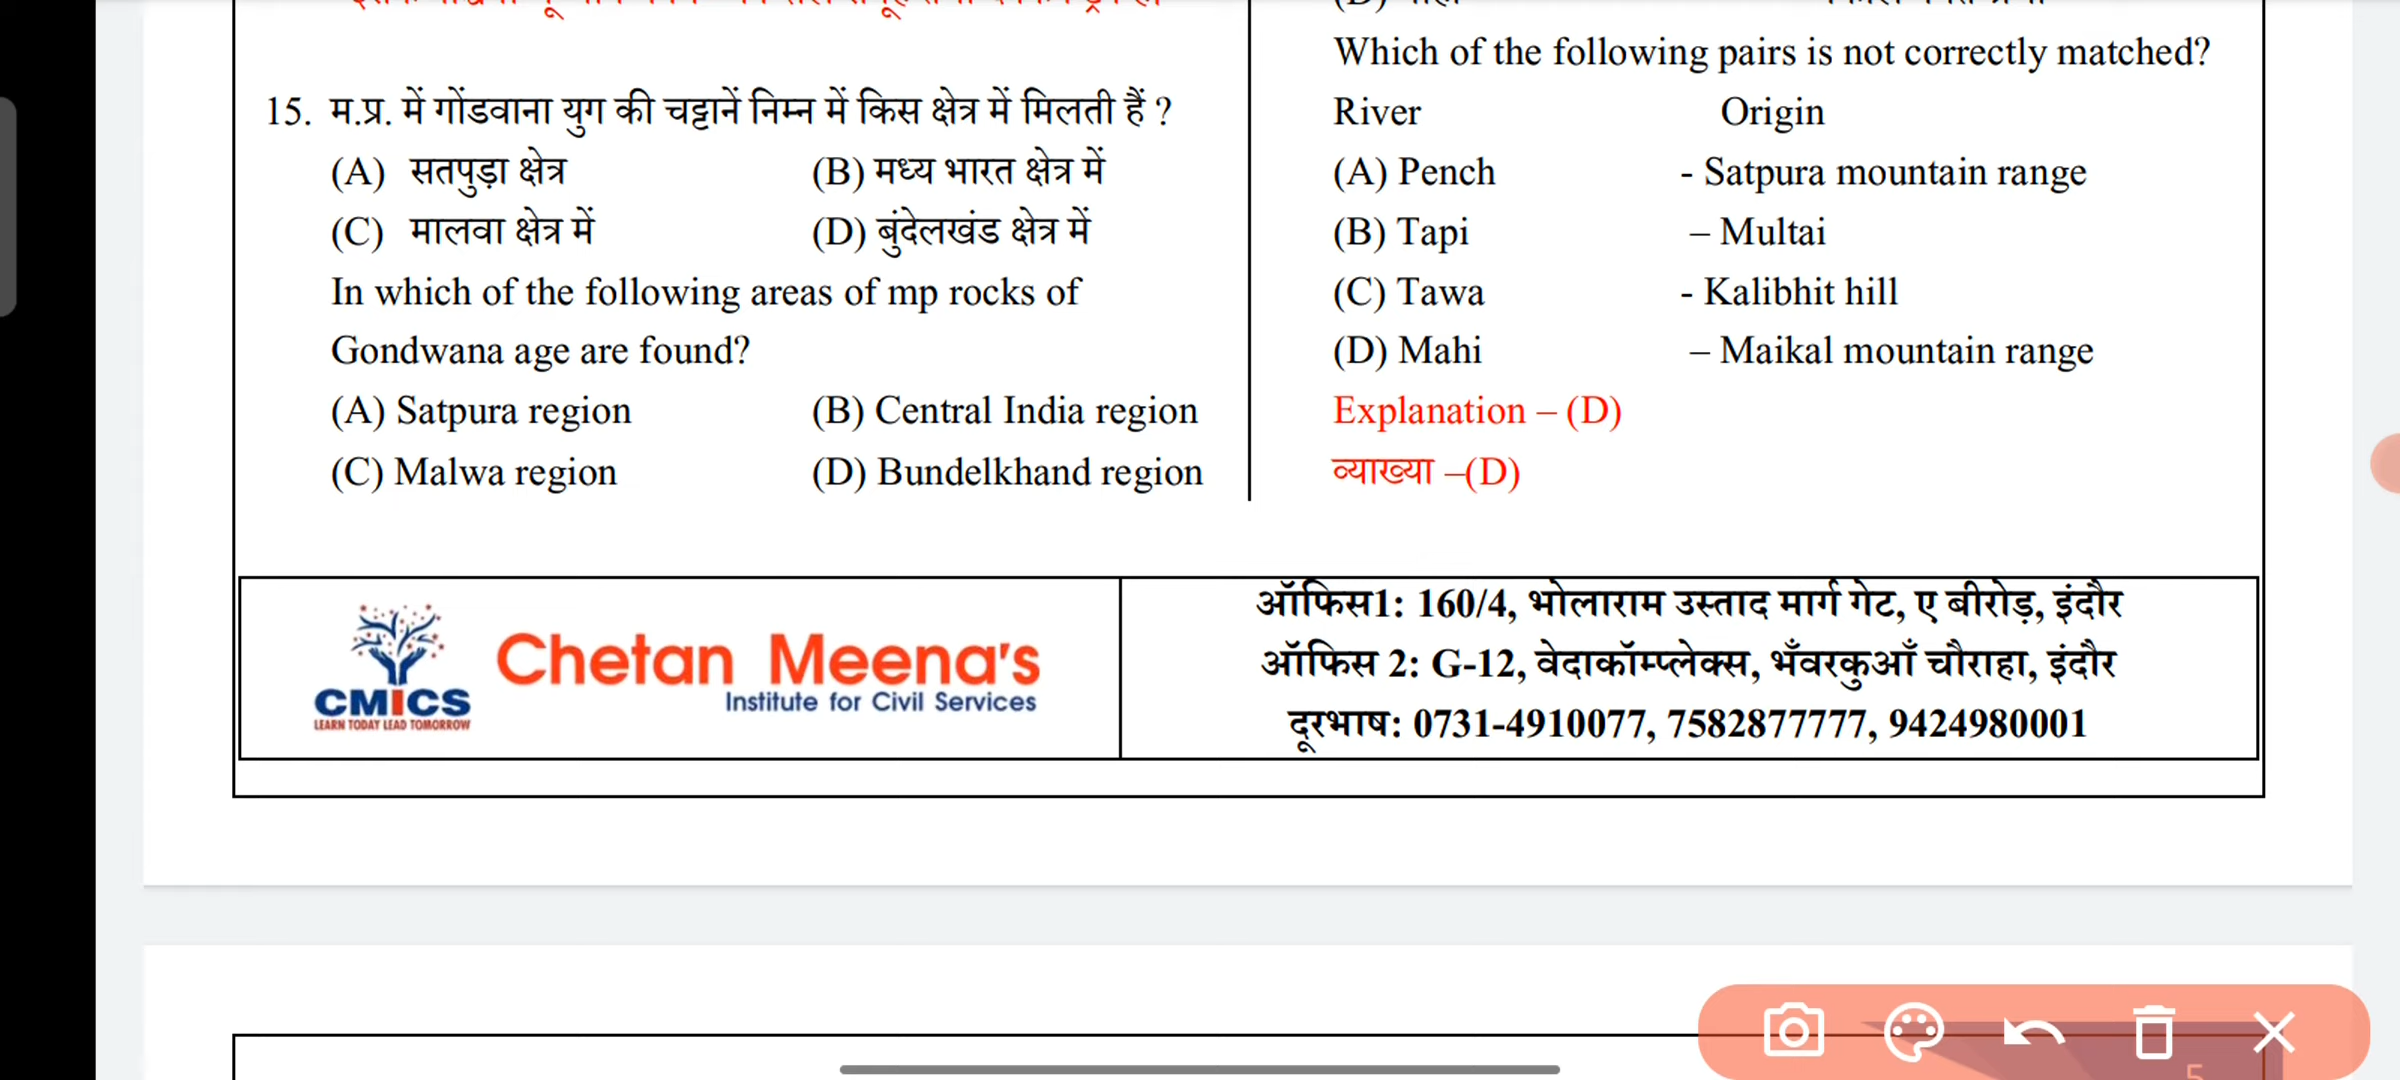 15. म.प्र. में गोंडवाना युग की चट्टानें निम्न में किस क्षेत्र में मिलती हैं ?
(A) सतपुड़ा क्षेत्र (B) मध्य भारत क्षेत्र में
(C) मालवा क्षेत्र में (D) बुंदेलखंड क्षेत्र में
In which of the following areas of mp rocks of
Gondwana age are found?
(A) Satpura region (B) Central India region
(C) Malwa region (D) Bundelkhand region
Which of the following pairs is not correctly matched?
River Origin
(A) Pench - Satpura mountain range
(B) Tapi – Multai
(C) Tawa - Kalibhit hill
(D) Mahi – Maikal mountain range
Explanation – (D)
व्याख्या –(D)
CMICS
LEARN TODAY LEAD TOMORROW
Chetan Meena's
Institute for Civil Services
ऑफिस1: 160/4, भोलाराम उस्ताद मार्ग गेट, ए बीरोड़, इंदौर
ऑफिस 2: G-12, वेदाकॉम्प्लेक्स, भँवरकुआँ चौराहा, इंदौर
दूरभाष: 0731-4910077, 7582877777, 9424980001
5